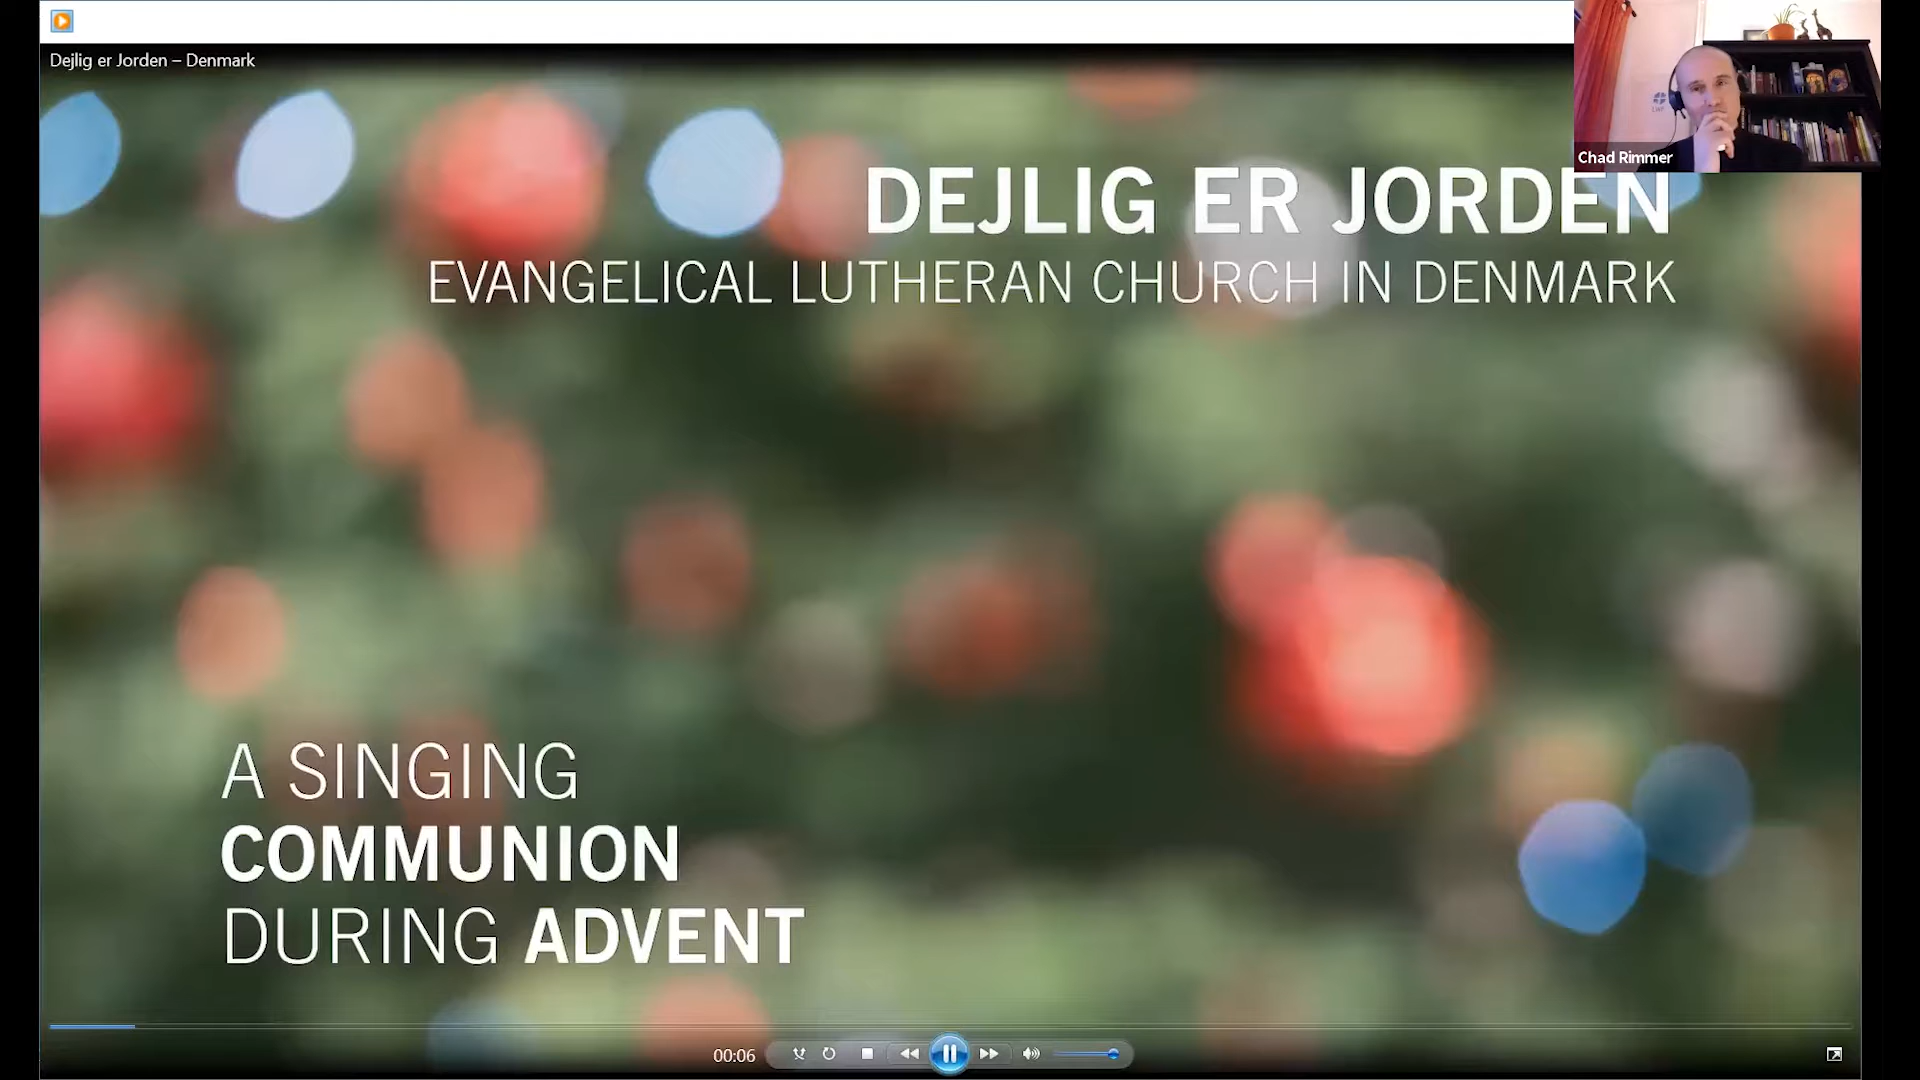 Dejlig er Jorden – Denmark
Chad Rimmer
DEJLIG ER JORDEN
EVANGELICAL LUTHERAN CHURCH IN DENMARK
A SINGING
COMMUNION
DURING ADVENT
00:06